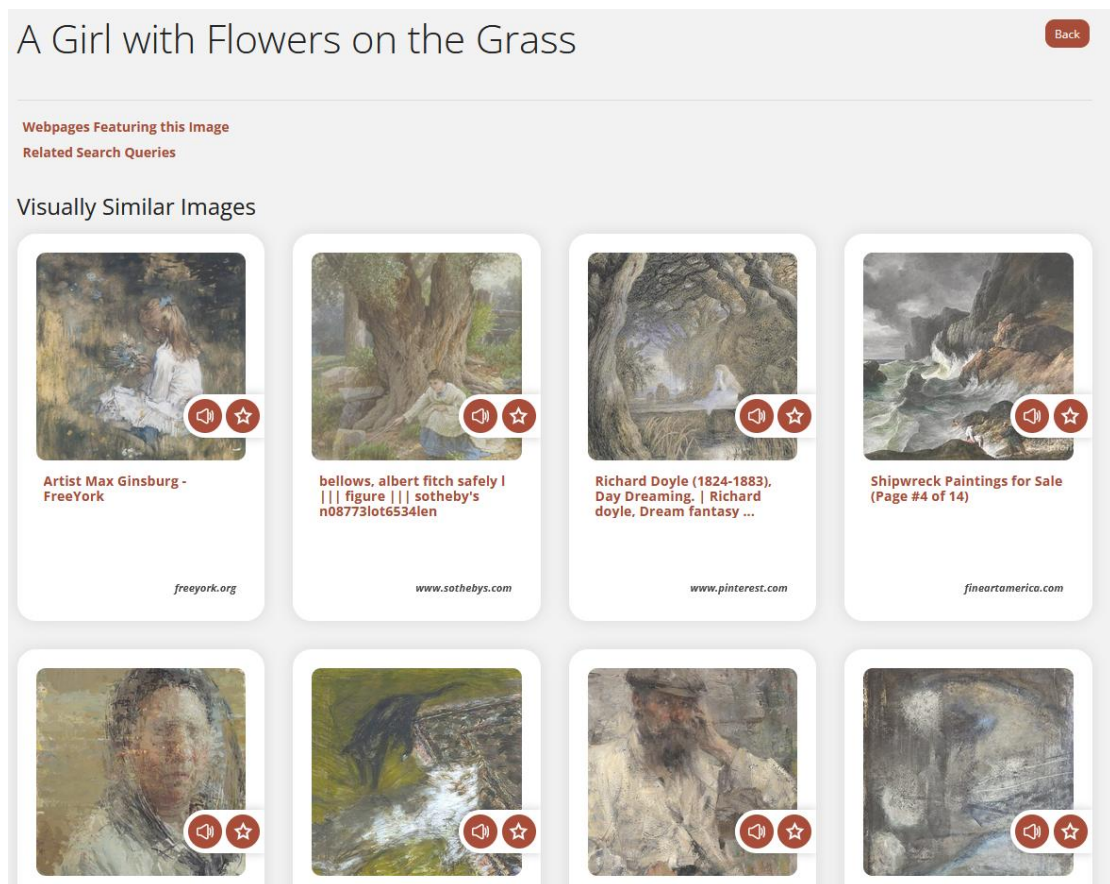 A Girl with Flowers on the Grass
Back
Webpages Featuring this Image
Related Search Queries
Visually Similar Images
Artist Max Ginsburg -
FreeYork
freeyork.org
bellows, albert fitch safely l
||| figure ||| sotheby's
n08773lot6534len
www.sothebys.com
Richard Doyle (1824-1883),
Day Dreaming. | Richard
doyle, Dream fantasy ...
www.pinterest.com
Shipwreck Paintings for Sale
(Page #4 of 14)
fineartamerica.com